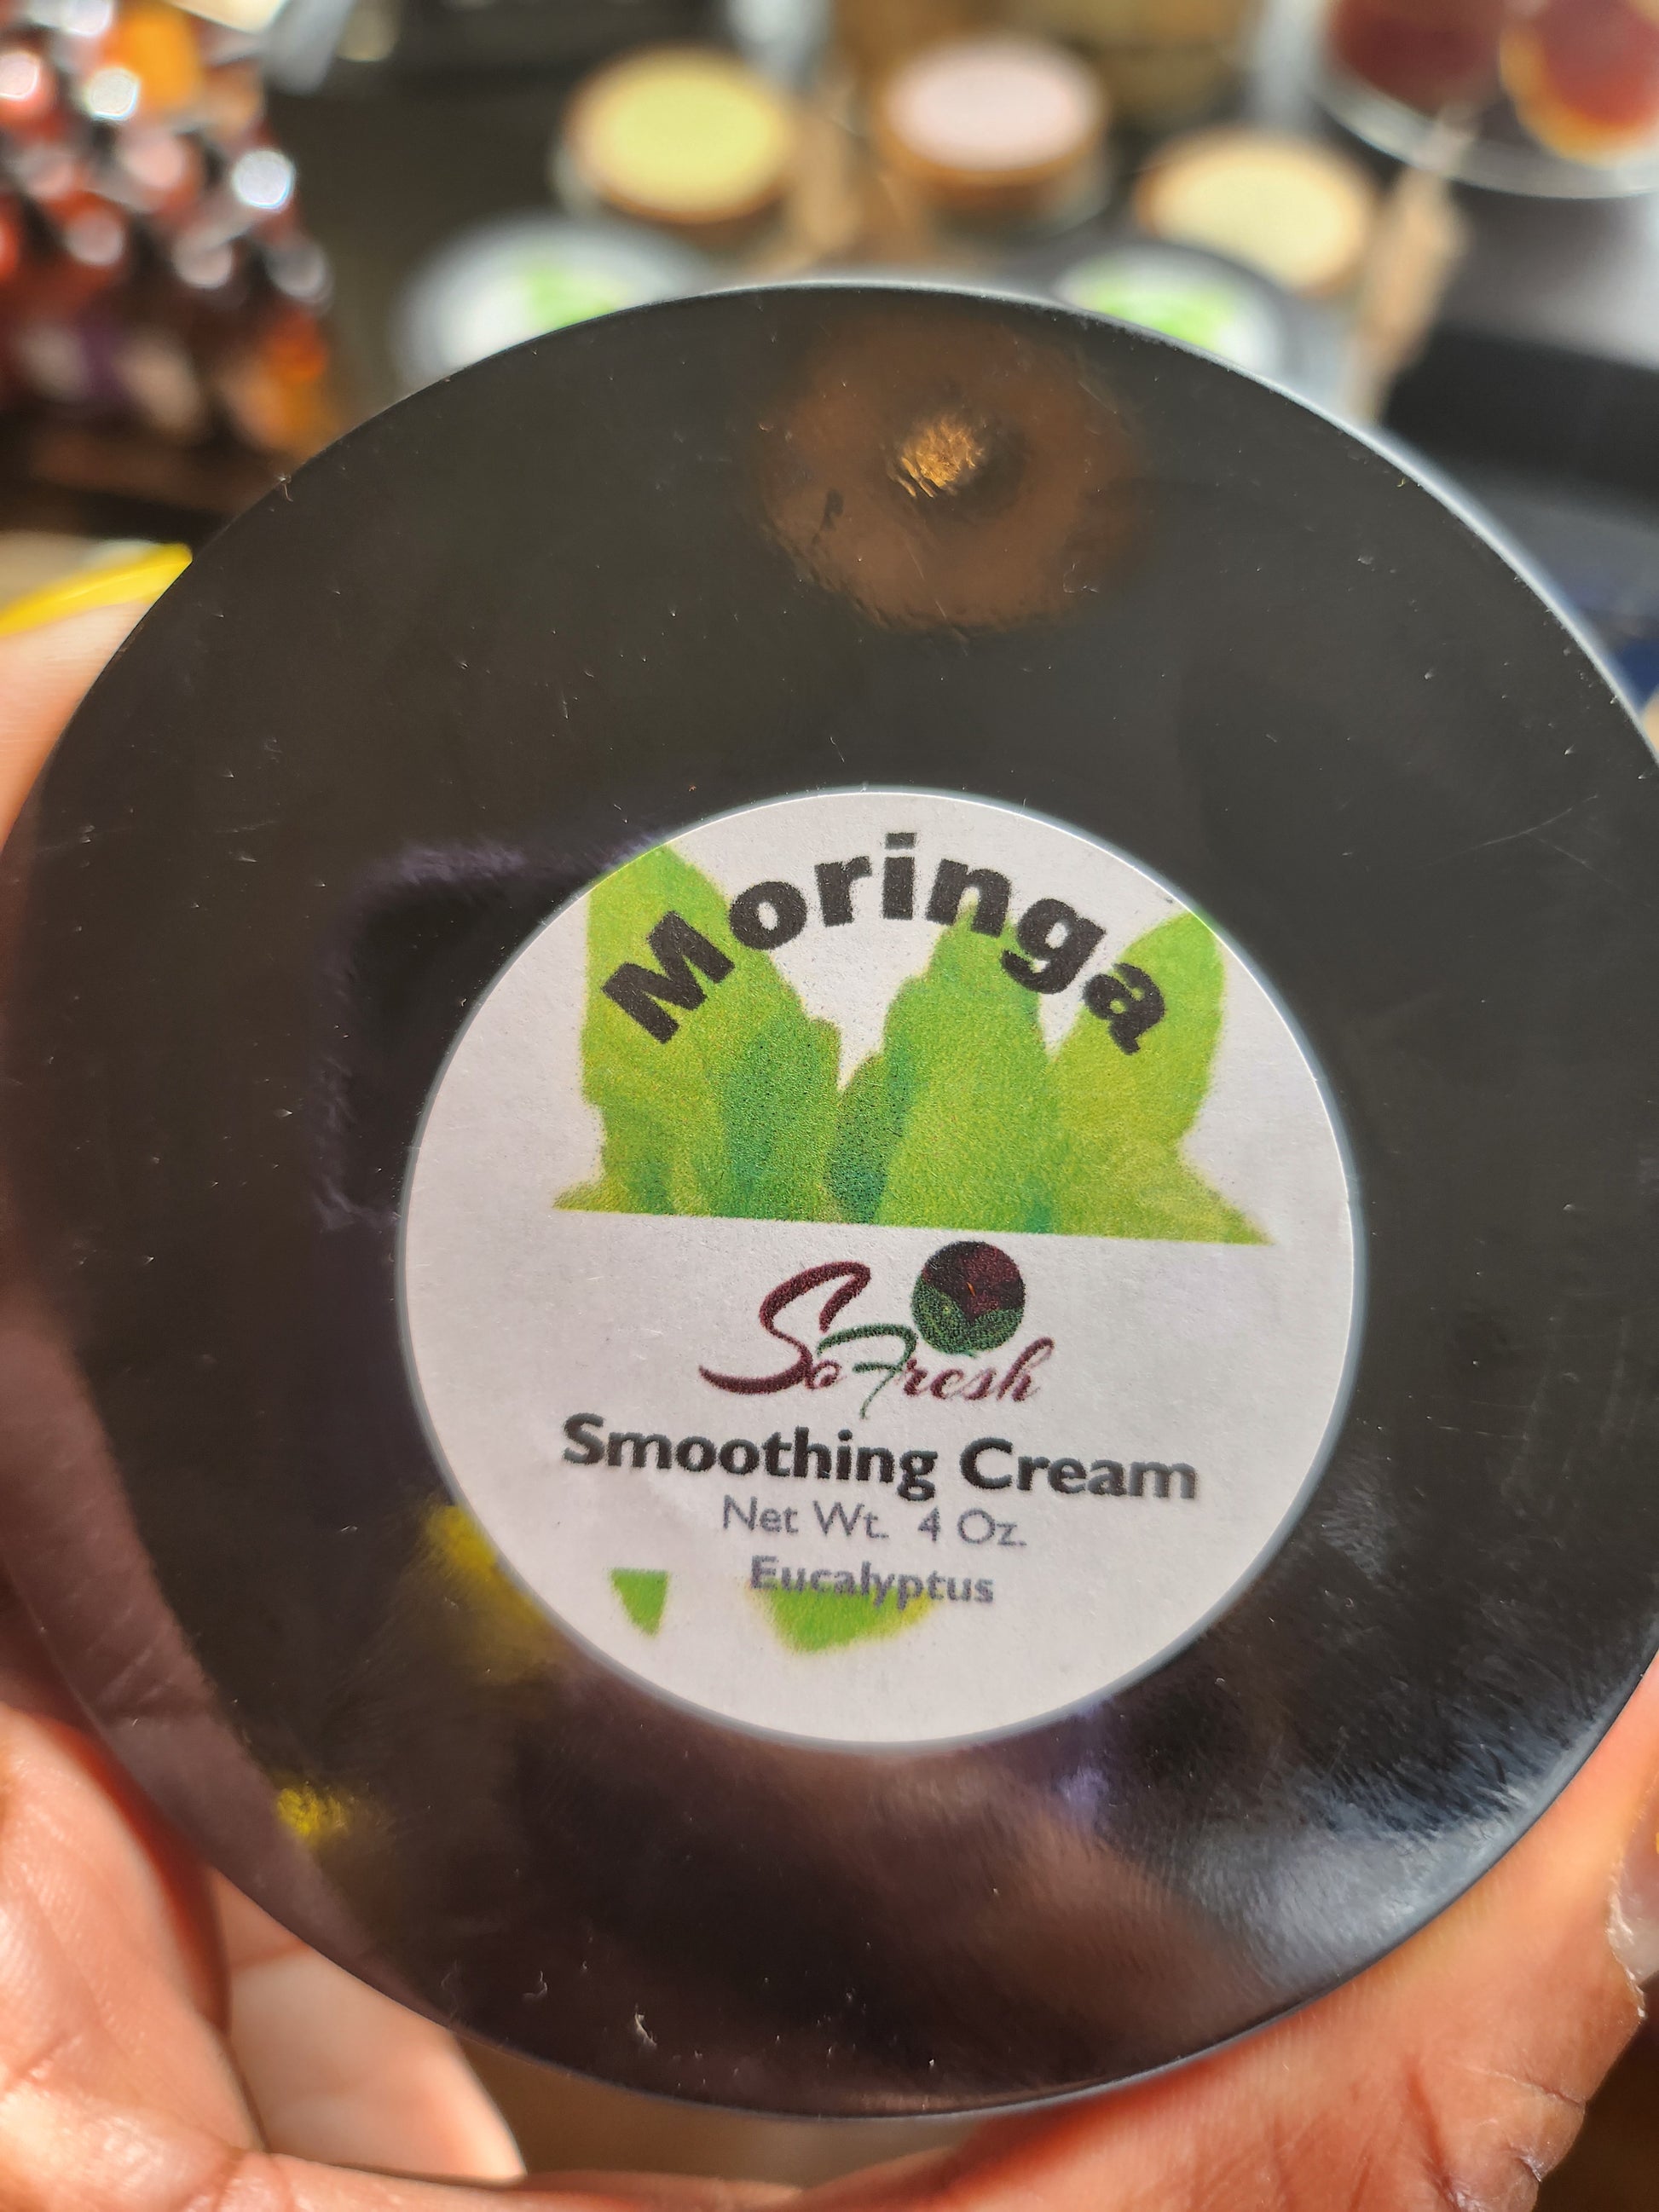 Moringa
SoFresh
Smoothing Cream
Net Wt. 4 Oz.
Eucalyptus